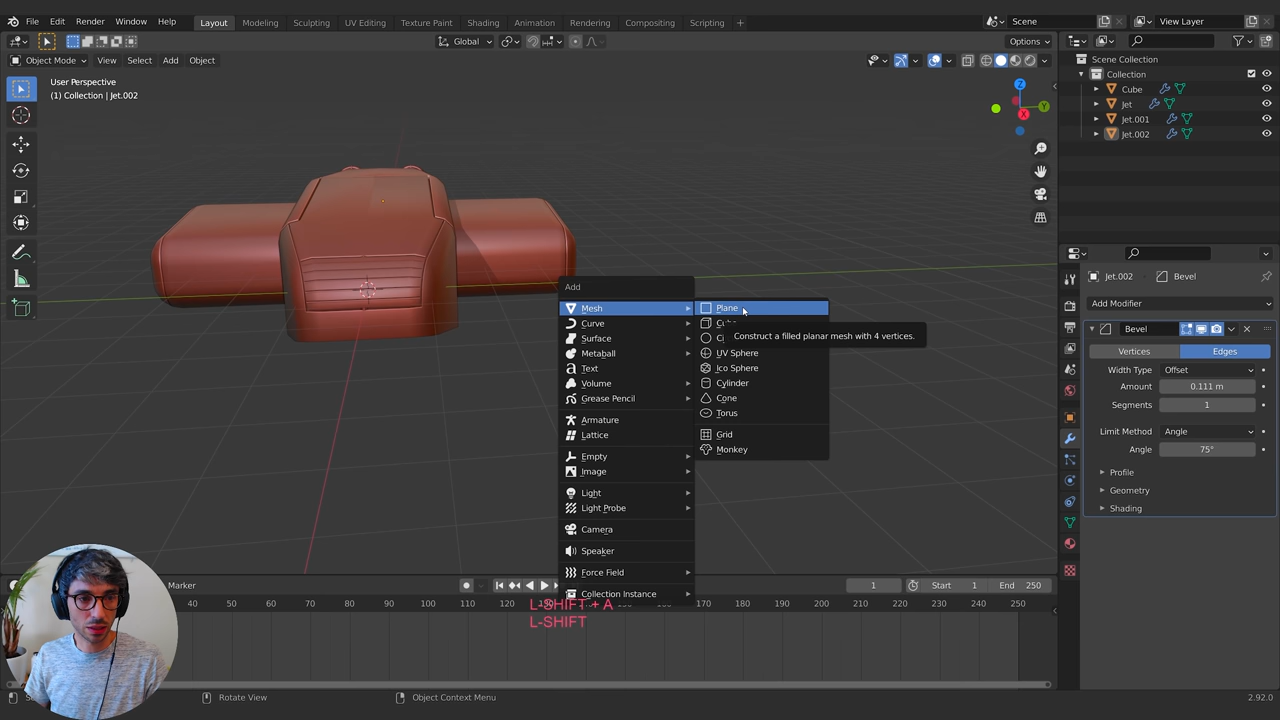 File Edit Render Window Help
Layout Modeling Sculpting UV Editing Texture Paint Shading Animation Rendering Compositing Scripting +
Scene
View Layer
Global
Options
Object Mode View Select Add Object
User Perspective
(1) Collection | Jet.002
Z
Y
X
Scene Collection
Collection
Cube
Jet
Jet.001
Jet.002
Add
Mesh
Curve
Surface
Metaball
Text
Volume
Grease Pencil
Armature
Lattice
Empty
Image
Light
Light Probe
Camera
Speaker
Force Field
Collection Instance
Plane
Construct a filled planar mesh with 4 vertices.
UV Sphere
Ico Sphere
Cylinder
Cone
Torus
Grid
Monkey
Jet.002 Bevel
Add Modifier
Bevel
Vertices Edges
Width Type Offset
Amount 0.111 m
Segments 1
Limit Method Angle
Angle 75°
Profile
Geometry
Shading
Marker
1 Start 1 End 250
40 50 60 70 80 90 100 110 120 160 170 180 190 200 210 220 230 240 250
L-SHIFT + A
L-SHIFT
Rotate View
Object Context Menu
2.92.0